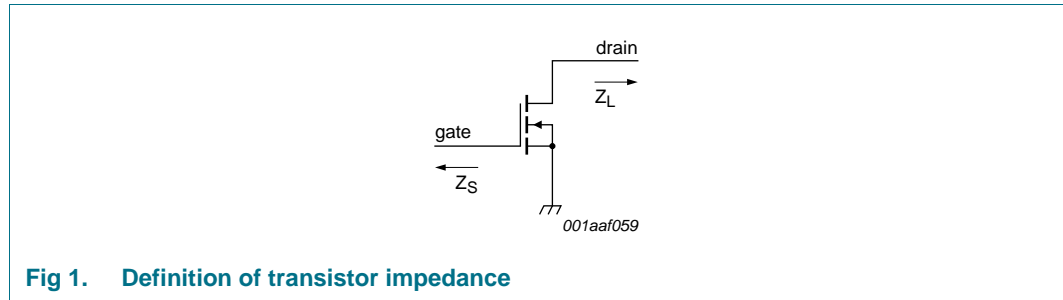 drain
Z_L
gate
Z_S
001aaf059
Fig 1. Definition of transistor impedance